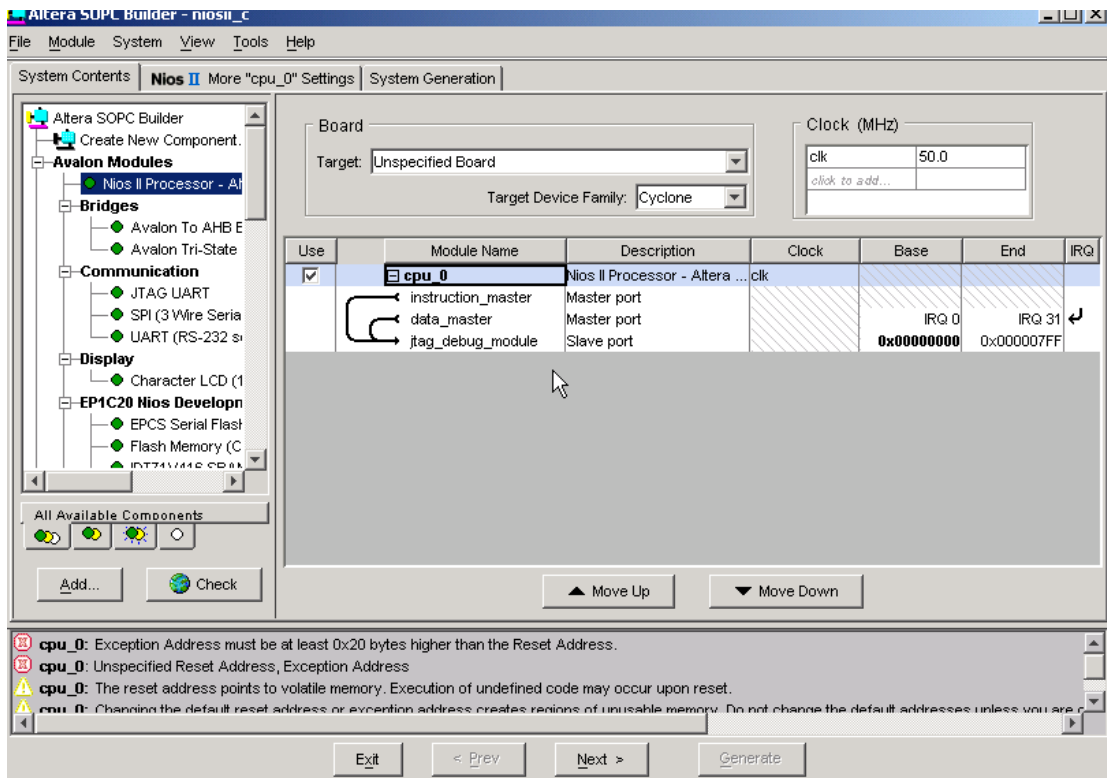 Altera SOPC Builder - niosii_c
File Module System View Tools Help
System Contents Nios II More "cpu_0" Settings System Generation
Altera SOPC Builder
Create New Component.
Avalon Modules
Nios II Processor - Al
Bridges
Avalon To AHB B
Avalon Tri-State
Communication
JTAG UART
SPI (3 Wire Seria
UART (RS-232 s
Display
Character LCD (1
EP1C20 Nios Developn
EPCS Serial Flash
Flash Memory (C
IDT71V416 SRAM
All Available Components
Add... Check
Board
Target: Unspecified Board
Target Device Family: Cyclone
Clock (MHz)
clk 50.0
click to add...
Use Module Name Description Clock Base End IRQ
cpu_0 Nios II Processor - Altera ... clk
instruction_master Master port
data_master Master port IRQ 0 IRQ 31
jtag_debug_module Slave port 0x00000000 0x000007FF
Move Up Move Down
cpu_0: Exception Address must be at least 0x20 bytes higher than the Reset Address.
cpu_0: Unspecified Reset Address, Exception Address
cpu_0: The reset address points to volatile memory. Execution of undefined code may occur upon reset.
cpu_0: Changing the default reset address or exception address creates regions of unusable memory. Do not change the default addresses unless you are
Exit < Prev Next > Generate